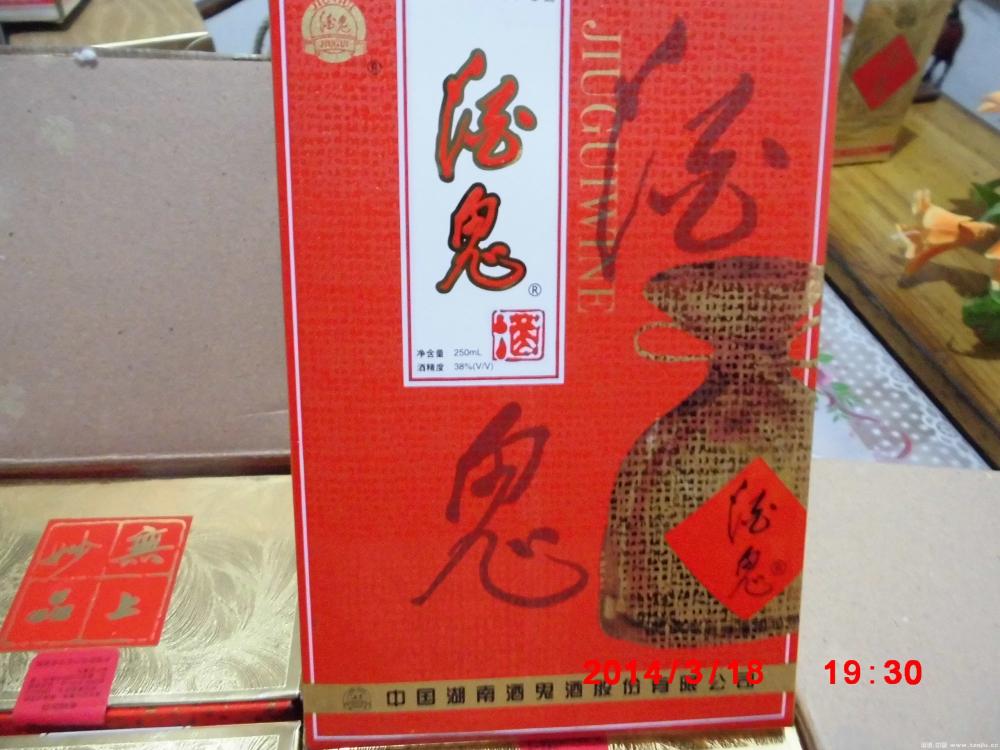 酒鬼
JIUGUI
®
酒鬼
®
酒
净含量 250mL
酒精度 38%(V/V)
JIUGUIWINE
酒
鬼
酒鬼
®
中国湖南酒鬼酒股份有限公司
無上
妙品
2014/3/18 19:30